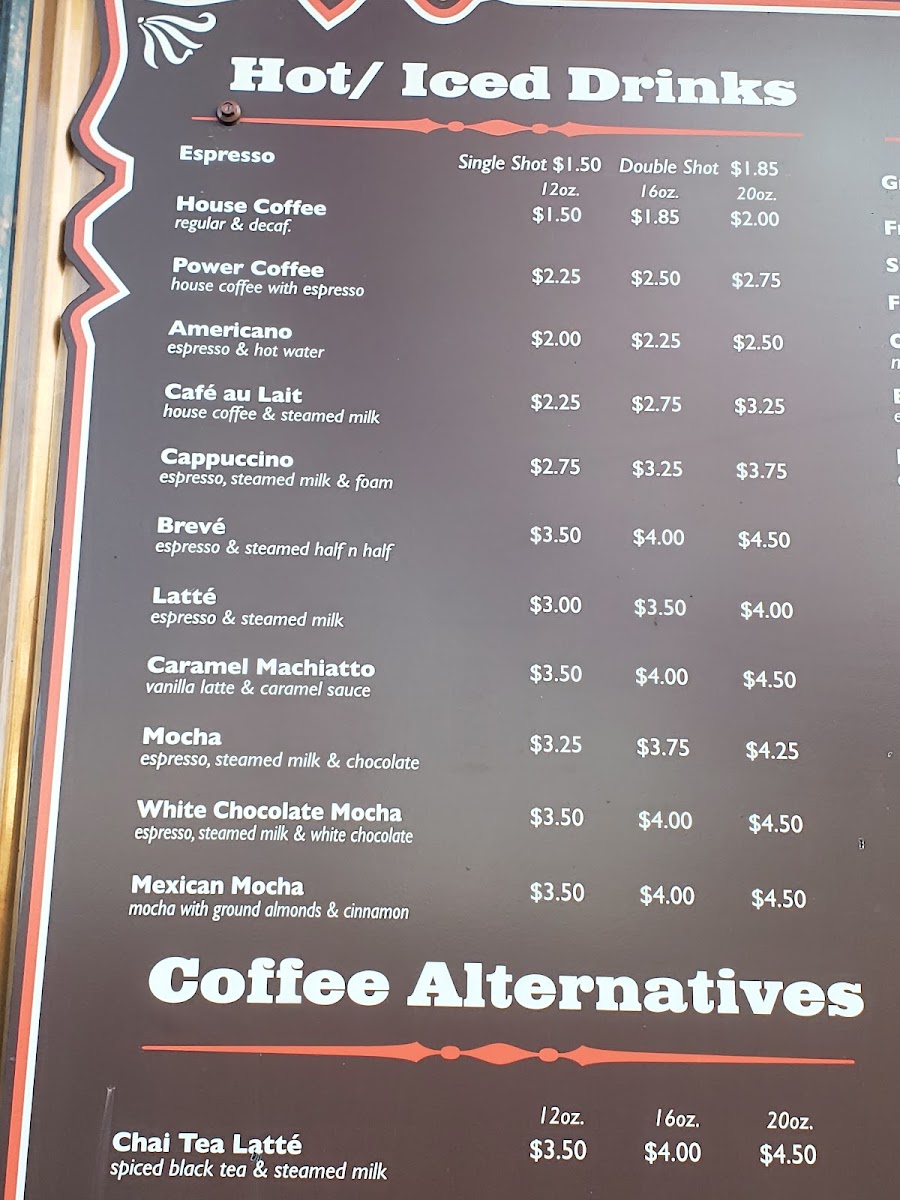 Hot/ Iced Drinks
Espresso Single Shot $1.50 Double Shot $1.85
12oz. 16oz. 20oz.
House Coffee $1.50 $1.85 $2.00
regular & decaf.
Power Coffee $2.25 $2.50 $2.75
house coffee with espresso
Americano $2.00 $2.25 $2.50
espresso & hot water
Café au Lait $2.25 $2.75 $3.25
house coffee & steamed milk
Cappuccino $2.75 $3.25 $3.75
espresso, steamed milk & foam
Brevé $3.50 $4.00 $4.50
espresso & steamed half n half
Latté $3.00 $3.50 $4.00
espresso & steamed milk
Caramel Machiatto $3.50 $4.00 $4.50
vanilla latte & caramel sauce
Mocha $3.25 $3.75 $4.25
espresso, steamed milk & chocolate
White Chocolate Mocha $3.50 $4.00 $4.50
espresso, steamed milk & white chocolate
Mexican Mocha $3.50 $4.00 $4.50
mocha with ground almonds & cinnamon
Coffee Alternatives
12oz. 16oz. 20oz.
Chai Tea Latté $3.50 $4.00 $4.50
spiced black tea & steamed milk